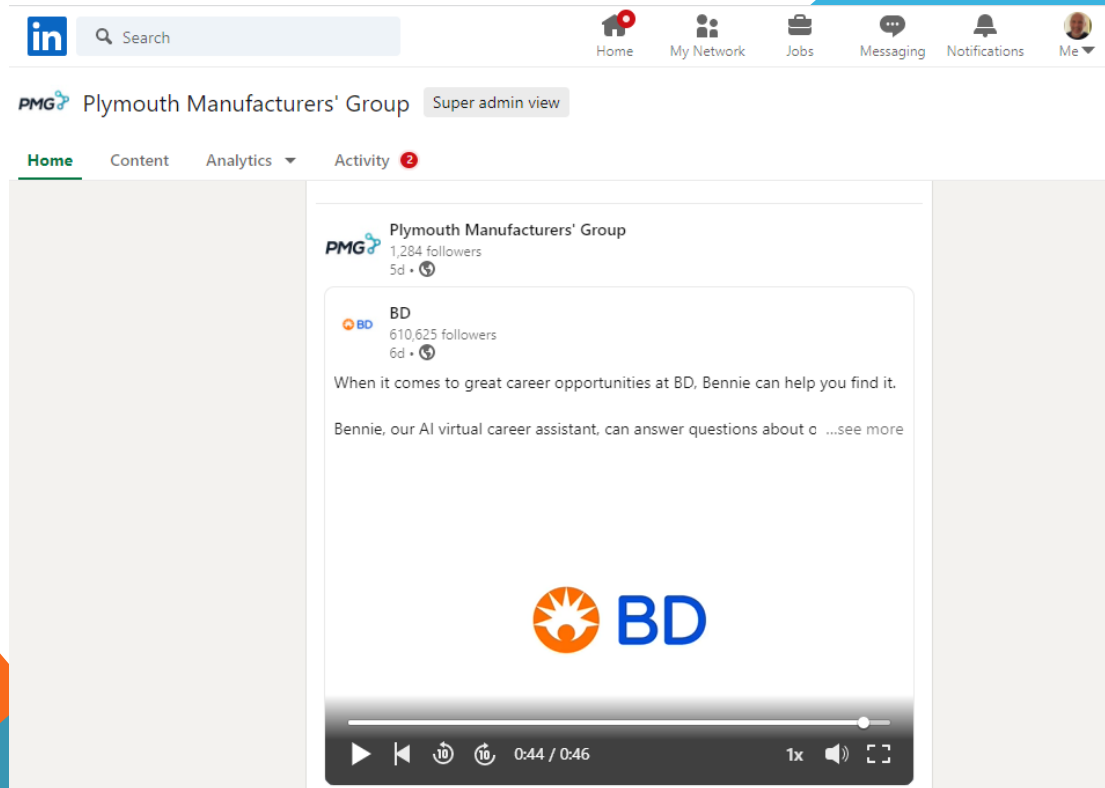 in
Search
Home
My Network
Jobs
Messaging
Notifications
Me
PMG Plymouth Manufacturers' Group Super admin view
Home Content Analytics Activity 2
PMG
Plymouth Manufacturers' Group
1,284 followers
5d •
BD
BD
610,625 followers
6d •
When it comes to great career opportunities at BD, Bennie can help you find it.
Bennie, our AI virtual career assistant, can answer questions about o ...see more
BD
10 10 0:44 / 0:46 1x